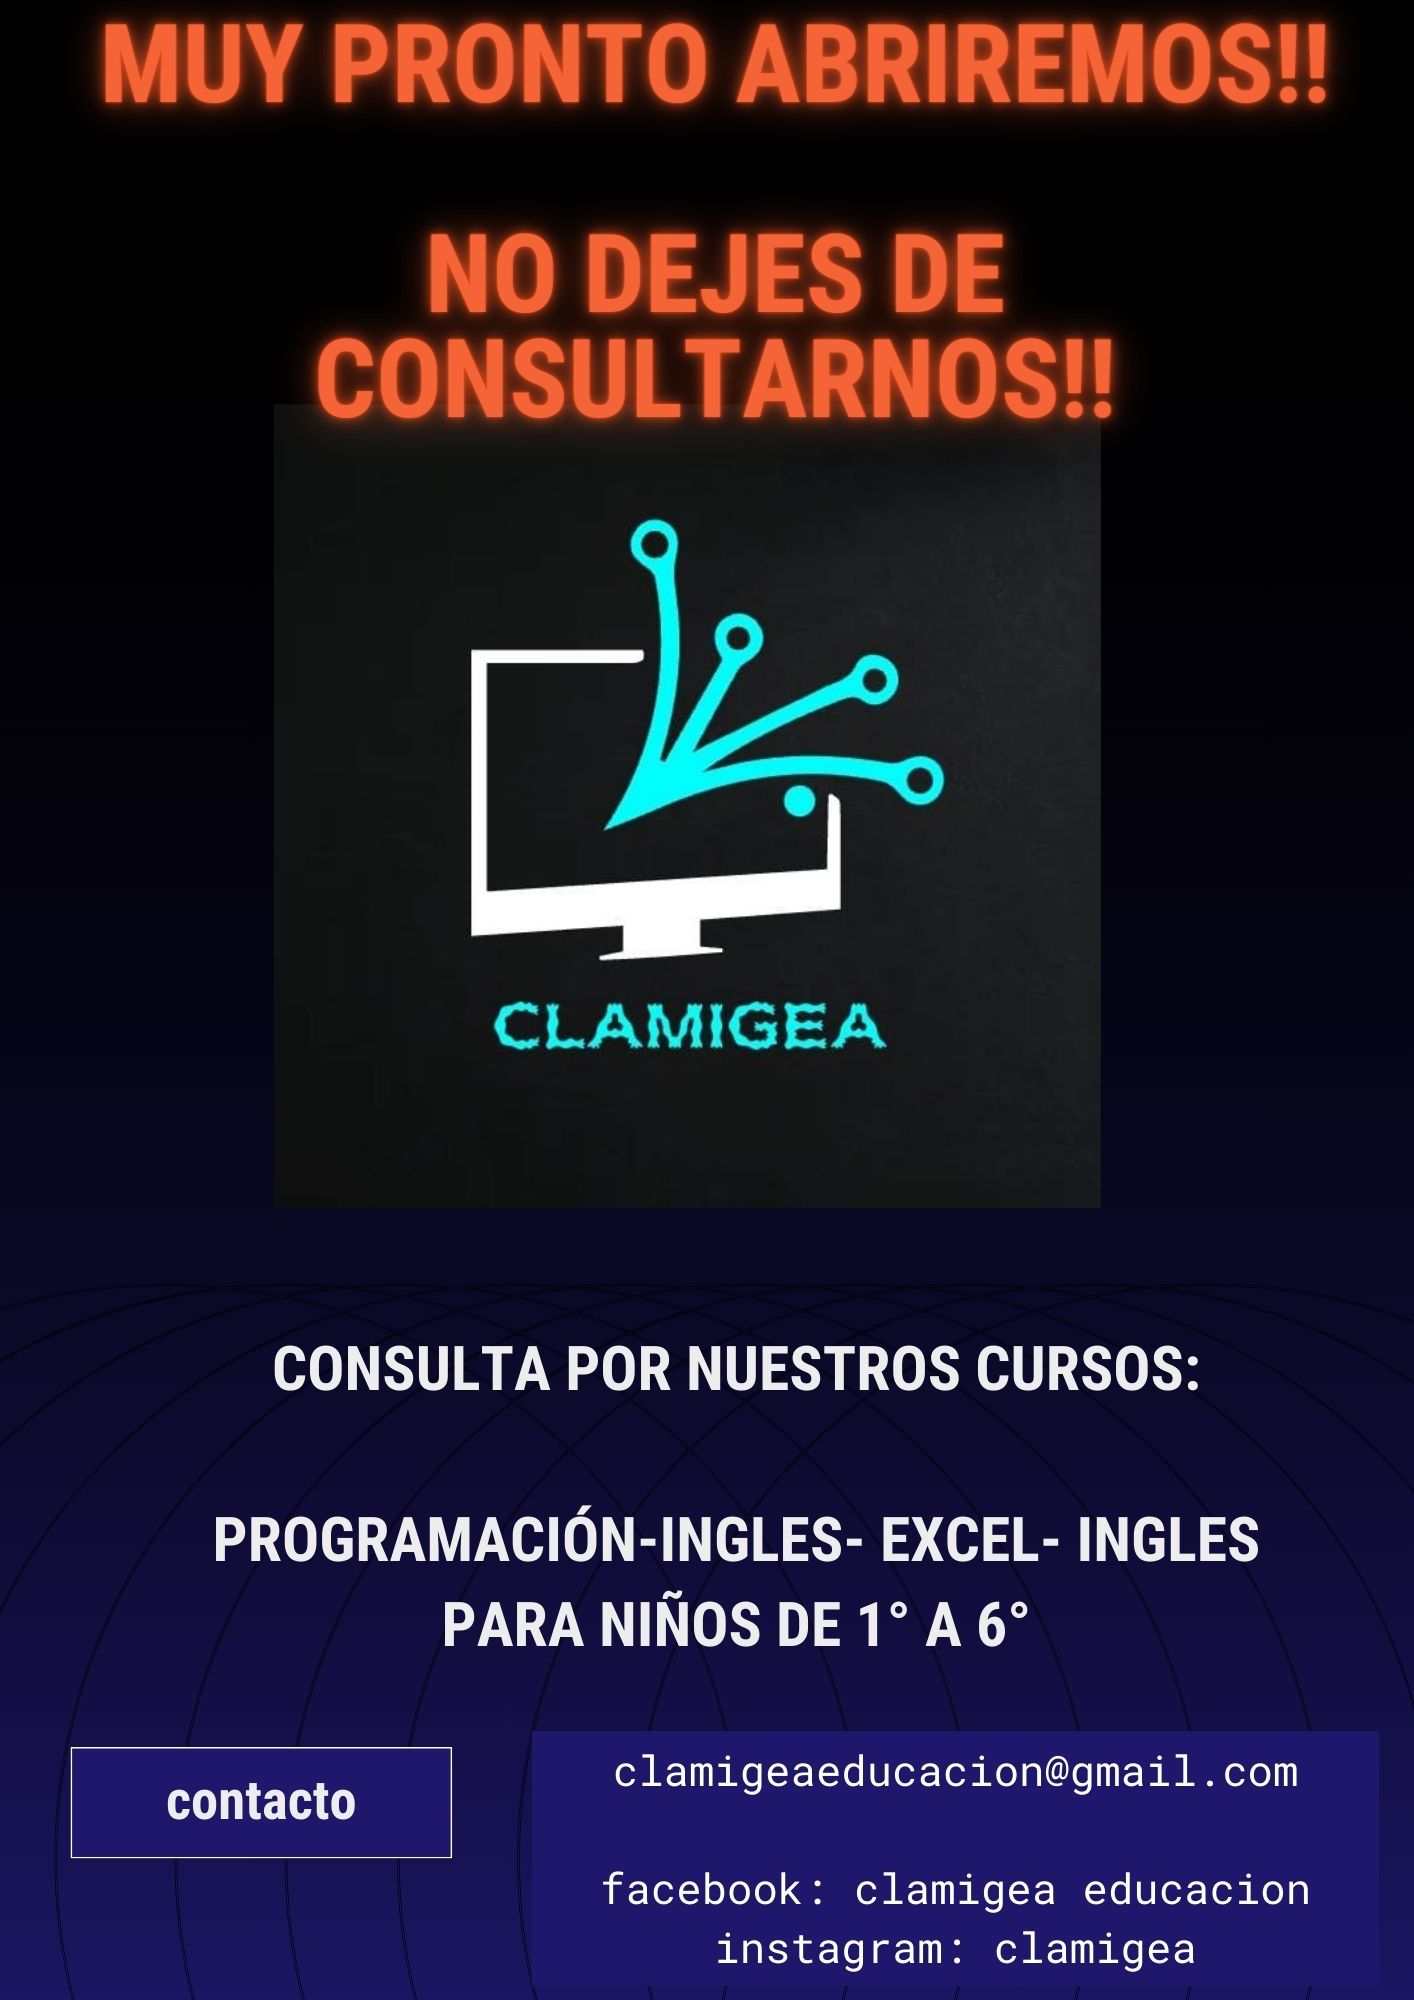 MUY PRONTO ABRIREMOS!!
NO DEJES DE
CONSULTARNOS!!
CLAMIGEA
CONSULTA POR NUESTROS CURSOS:
PROGRAMACIÓN-INGLES- EXCEL- INGLES
PARA NIÑOS DE 1° A 6°
contacto
clamigeaeducacion@gmail.com
facebook: clamigea educacion
instagram: clamigea